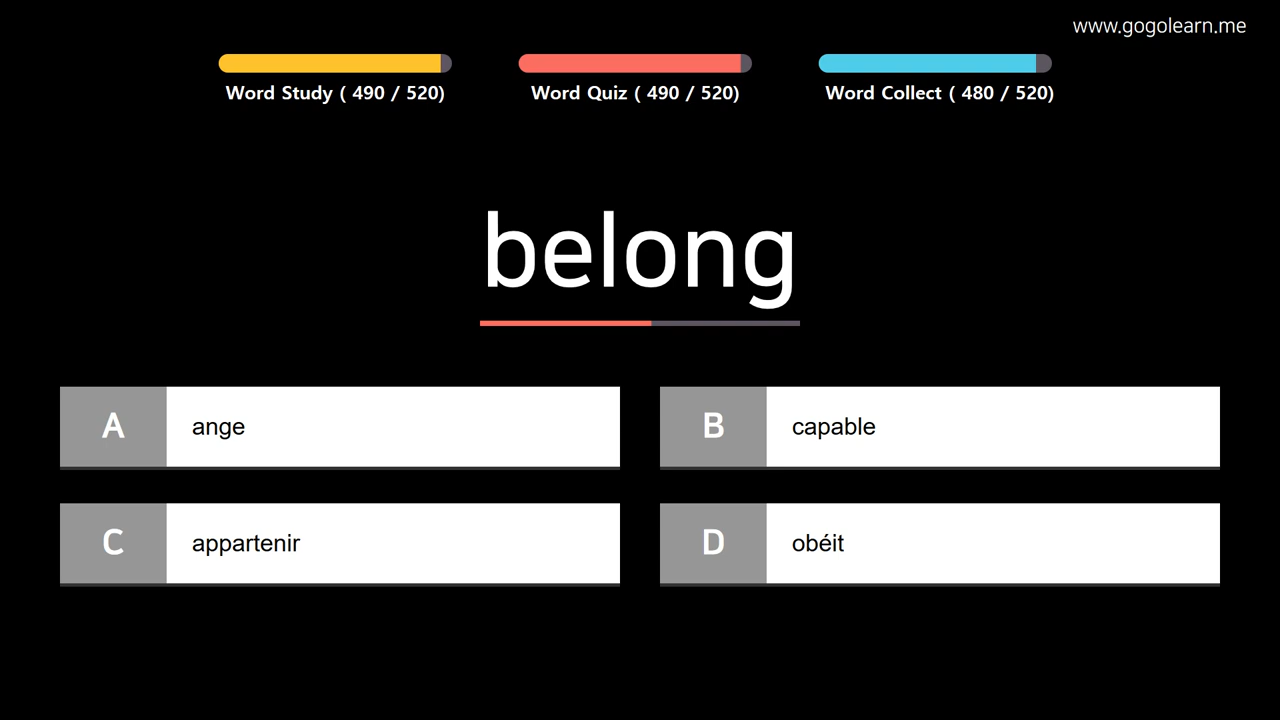 www.gogolearn.me
Word Study ( 490 / 520)
Word Quiz ( 490 / 520)
Word Collect ( 480 / 520)
belong
A ange
B capable
C appartenir
D obéit